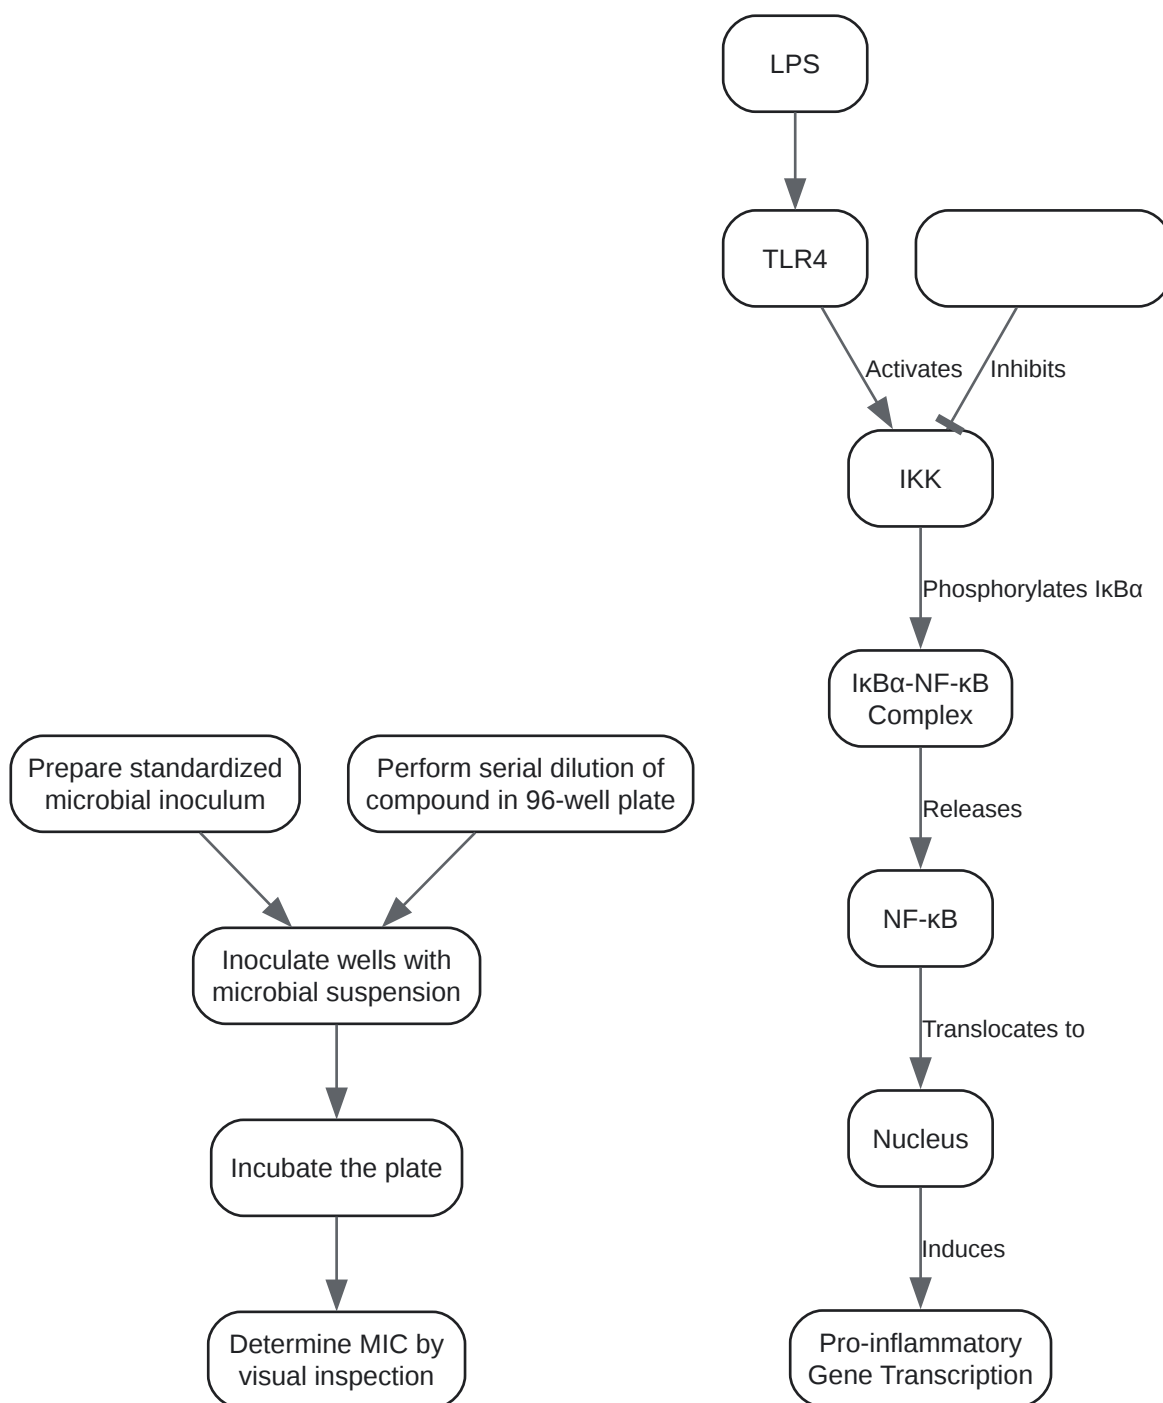 LPS
TLR4
Activates
Inhibits
IKK
Phosphorylates IκBα
IκBα-NF-κB
Complex
Releases
NF-κB
Translocates to
Nucleus
Induces
Pro-inflammatory
Gene Transcription
Prepare standardized
microbial inoculum
Perform serial dilution of
compound in 96-well plate
Inoculate wells with
microbial suspension
Incubate the plate
Determine MIC by
visual inspection